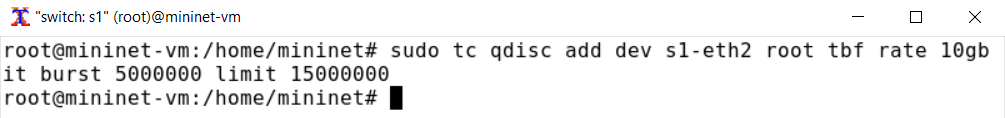 "switch: s1" (root)@mininet-vm
root@mininet-vm:/home/mininet# sudo tc qdisc add dev s1-eth2 root tbf rate 10gb
it burst 5000000 limit 15000000
root@mininet-vm:/home/mininet#